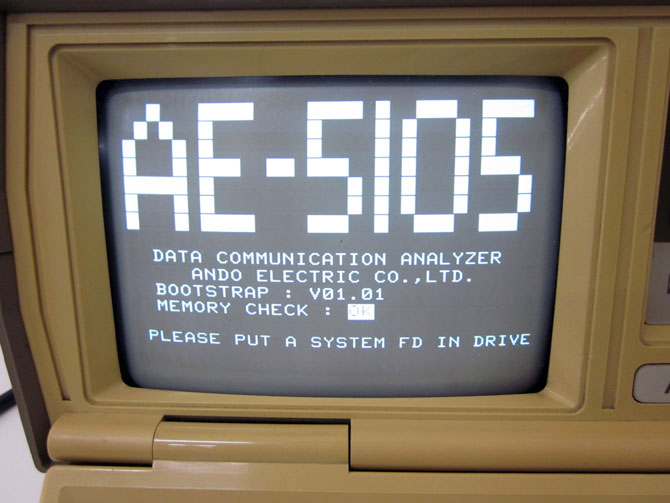 AE-5105
DATA COMMUNICATION ANALYZER
ANDO ELECTRIC CO.,LTD.
BOOTSTRAP : V01.01
MEMORY CHECK : OK
PLEASE PUT A SYSTEM FD IN DRIVE